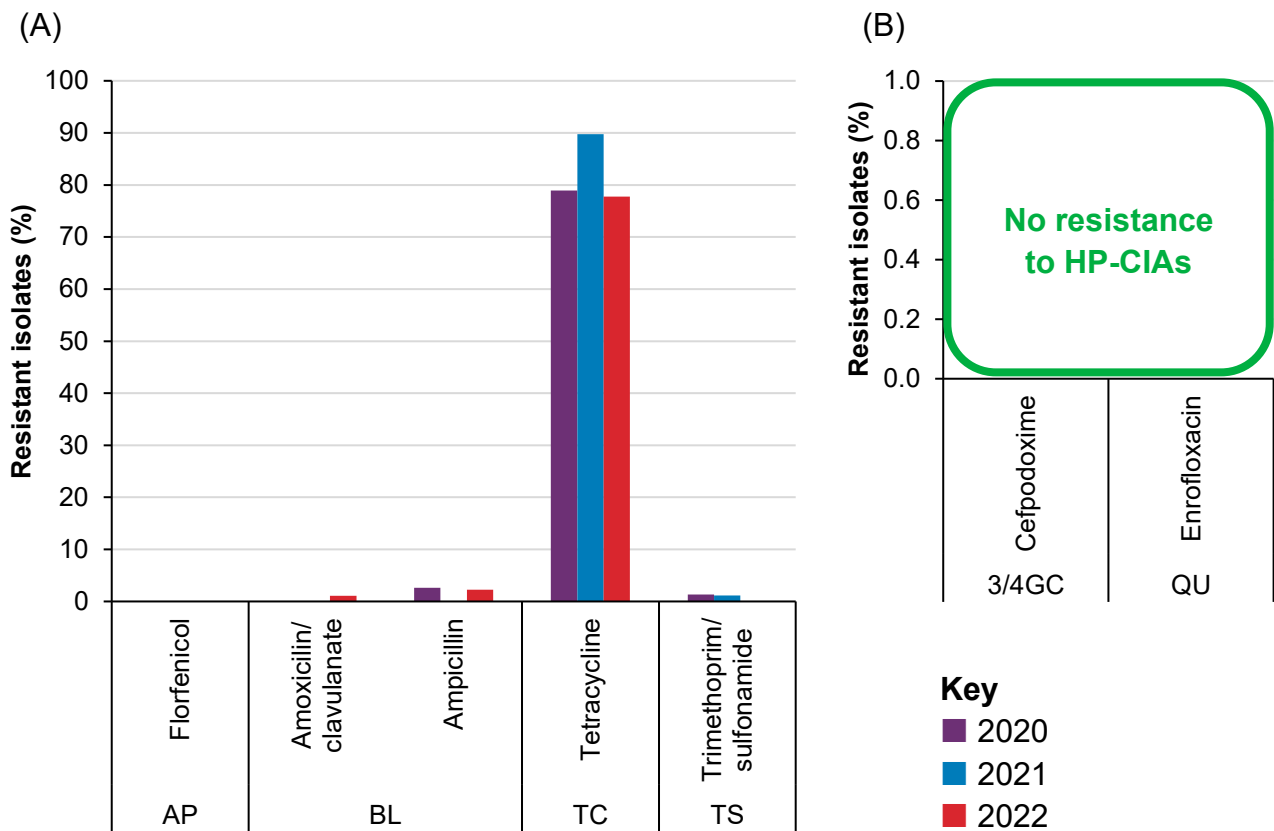 (A)
Resistant isolates (%)
100
90
80
70
60
50
40
30
20
10
0
Florfenicol
Amoxicilin/
clavulanate
Ampicillin
Tetracycline
Trimethoprim/
sulfonamide
AP
BL
TC
TS
(B)
Resistant isolates (%)
1.0
0.8
0.6
0.4
0.2
0.0
No resistance
to HP-CIAs
Cefpodoxime
Enrofloxacin
3/4GC
QU
Key
2020
2021
2022